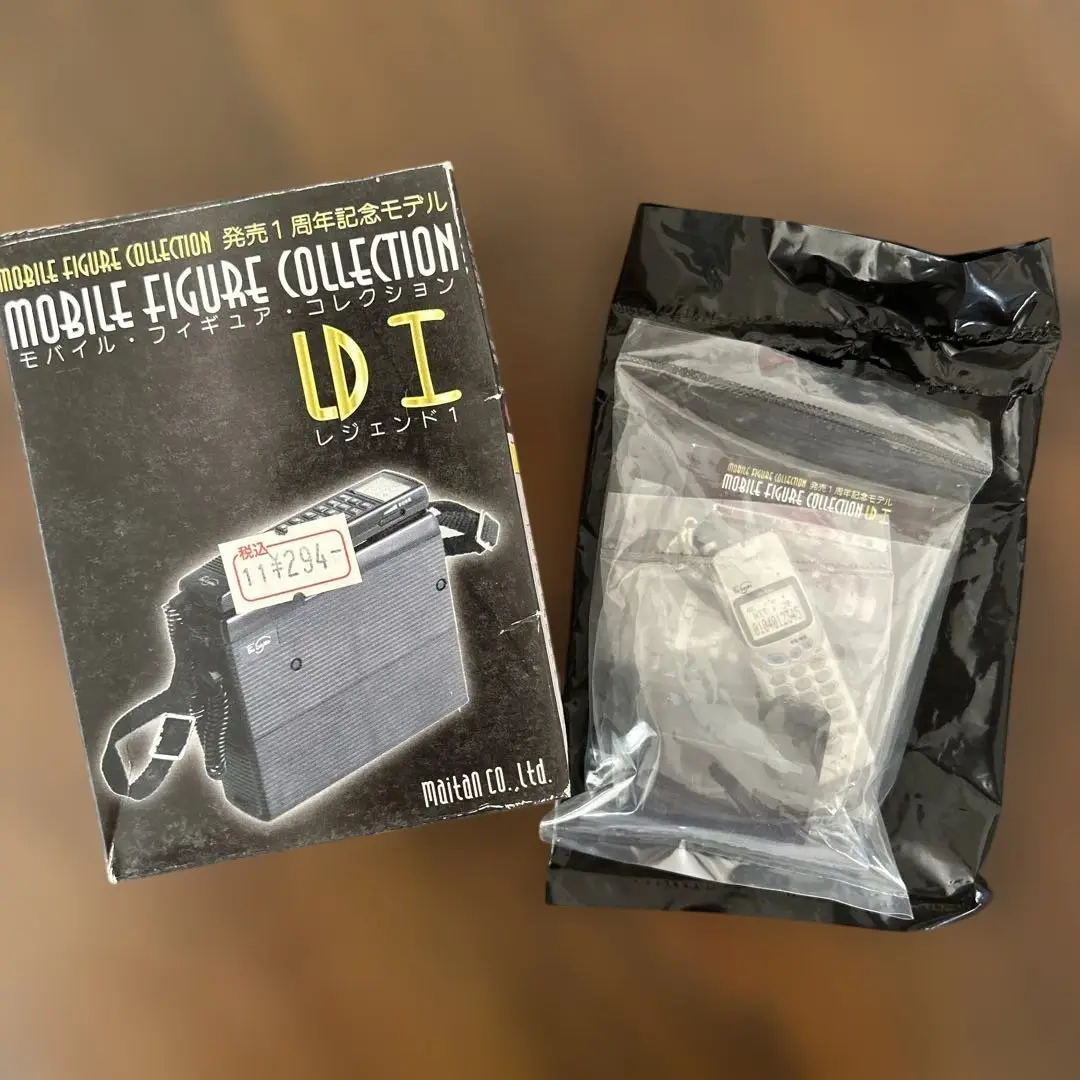 MOBILE FIGURE COLLECTION 発売1周年記念モデル
MOBILE FIGURE COLLECTION
モバイル・フィギュア・コレクション
LD I
レジェンド1
税込
11¥294-
maitan co.,ltd.
MOBILE FIGURE COLLECTION 発売1周年記念モデル
MOBILE FIGURE COLLECTION LD I